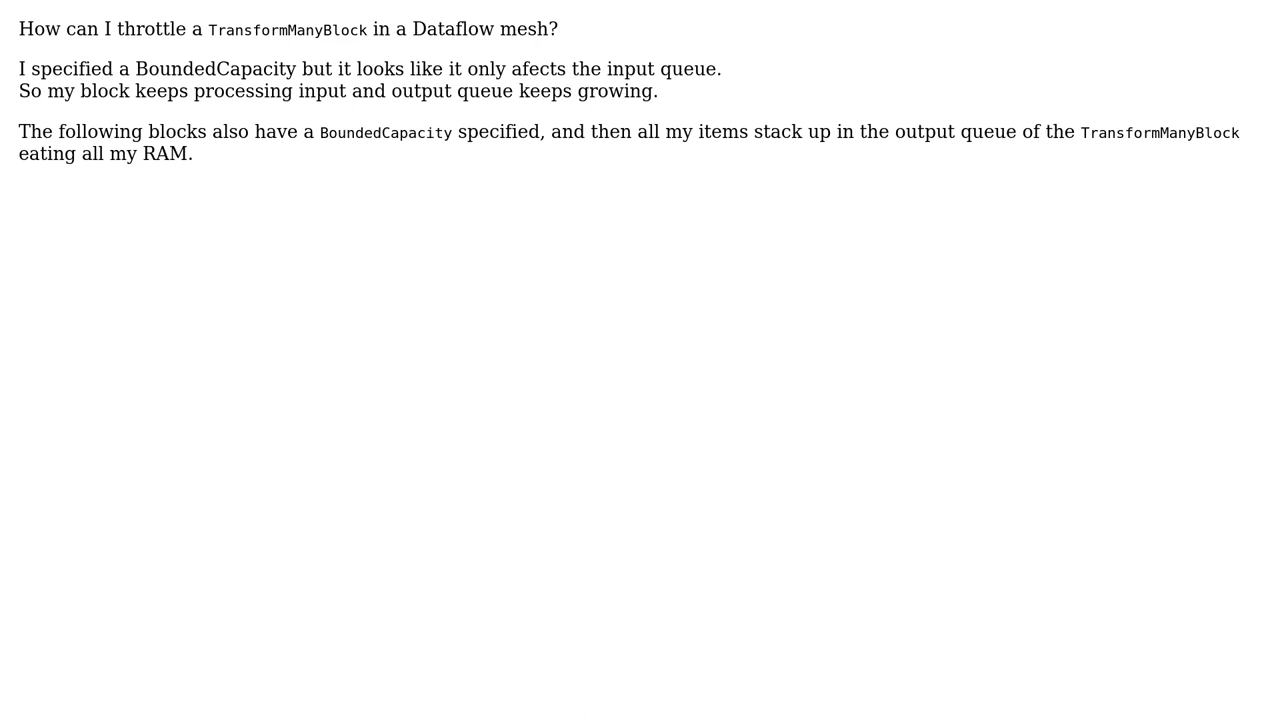 How can I throttle a TransformManyBlock in a Dataflow mesh?
I specified a BoundedCapacity but it looks like it only afects the input queue.
So my block keeps processing input and output queue keeps growing.
The following blocks also have a BoundedCapacity specified, and then all my items stack up in the output queue of the TransformManyBlock
eating all my RAM.